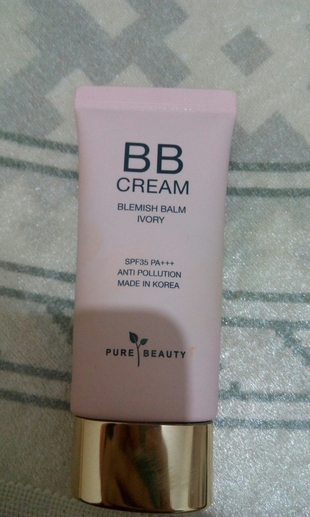 BB
CREAM
BLEMISH BALM
IVORY
SPF35 PA+++
ANTI POLLUTION
MADE IN KOREA
PURE BEAUTY